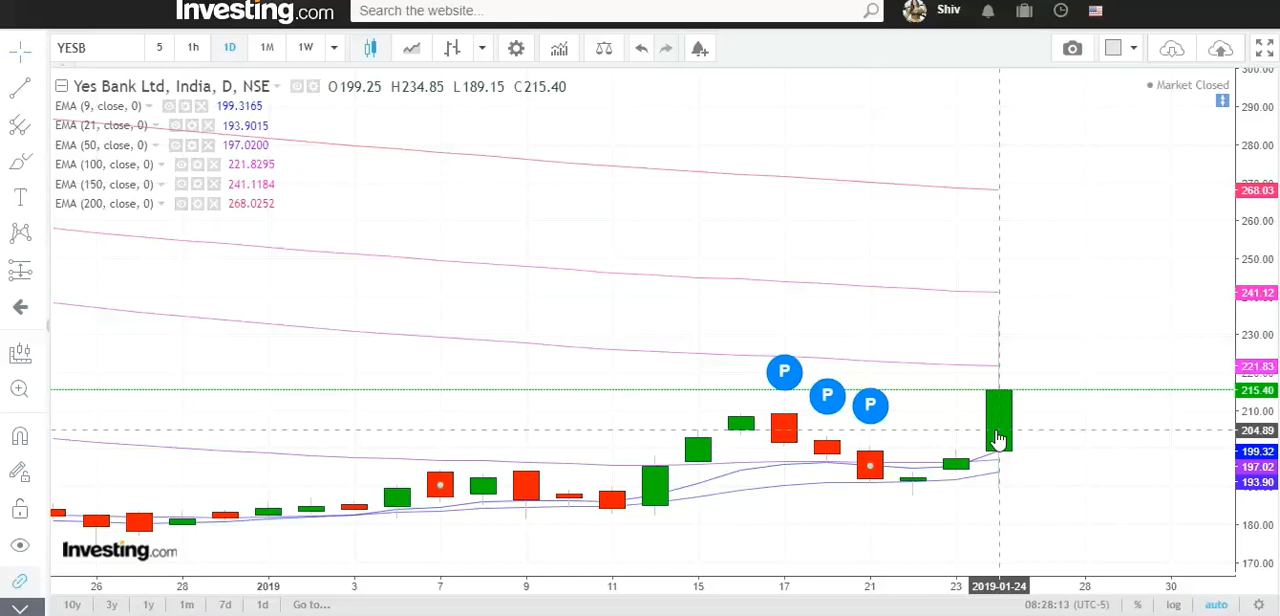 Investing.com
Search the website...
Shiv
YESB 5 1h 1D 1M 1W
Yes Bank Ltd, India, D, NSE O199.25 H234.85 L189.15 C215.40
Market Closed
EMA (9, close, 0) 199.3165
EMA (21, close, 0) 193.9015
EMA (50, close, 0) 197.0200
EMA (100, close, 0) 221.8295
EMA (150, close, 0) 241.1184
EMA (200, close, 0) 268.0252
300.00
290.00
280.00
268.03
260.00
250.00
241.12
230.00
221.83
215.40
210.00
204.89
199.32
197.02
193.90
180.00
170.00
P
P
P
Investing.com
26 28 2019 3 7 9 11 15 17 21 23 2019-01-24 28 30
10y 3y 1y 1m 7d 1d Go to... 08:28:13 (UTC-5) % log auto